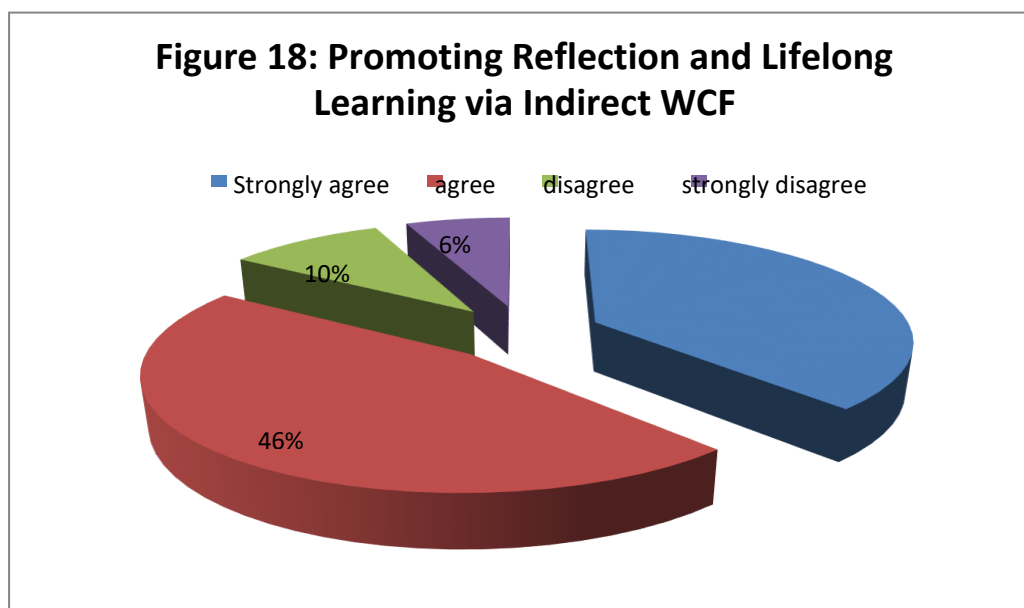 Figure 18: Promoting Reflection and Lifelong
Learning via Indirect WCF
Strongly agree agree disagree strongly disagree
6%
10%
46%